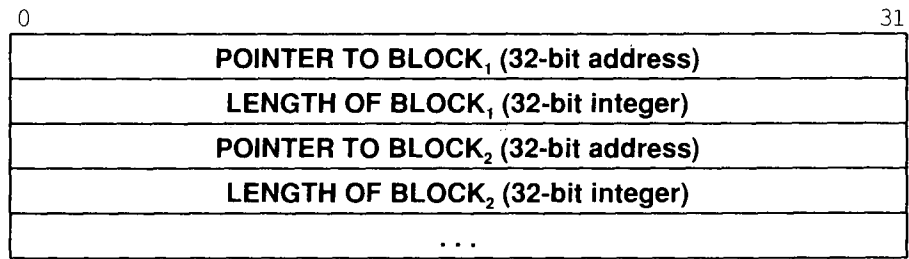 0 31
POINTER TO BLOCK₁ (32-bit address)
LENGTH OF BLOCK₁ (32-bit integer)
POINTER TO BLOCK₂ (32-bit address)
LENGTH OF BLOCK₂ (32-bit integer)
. . .